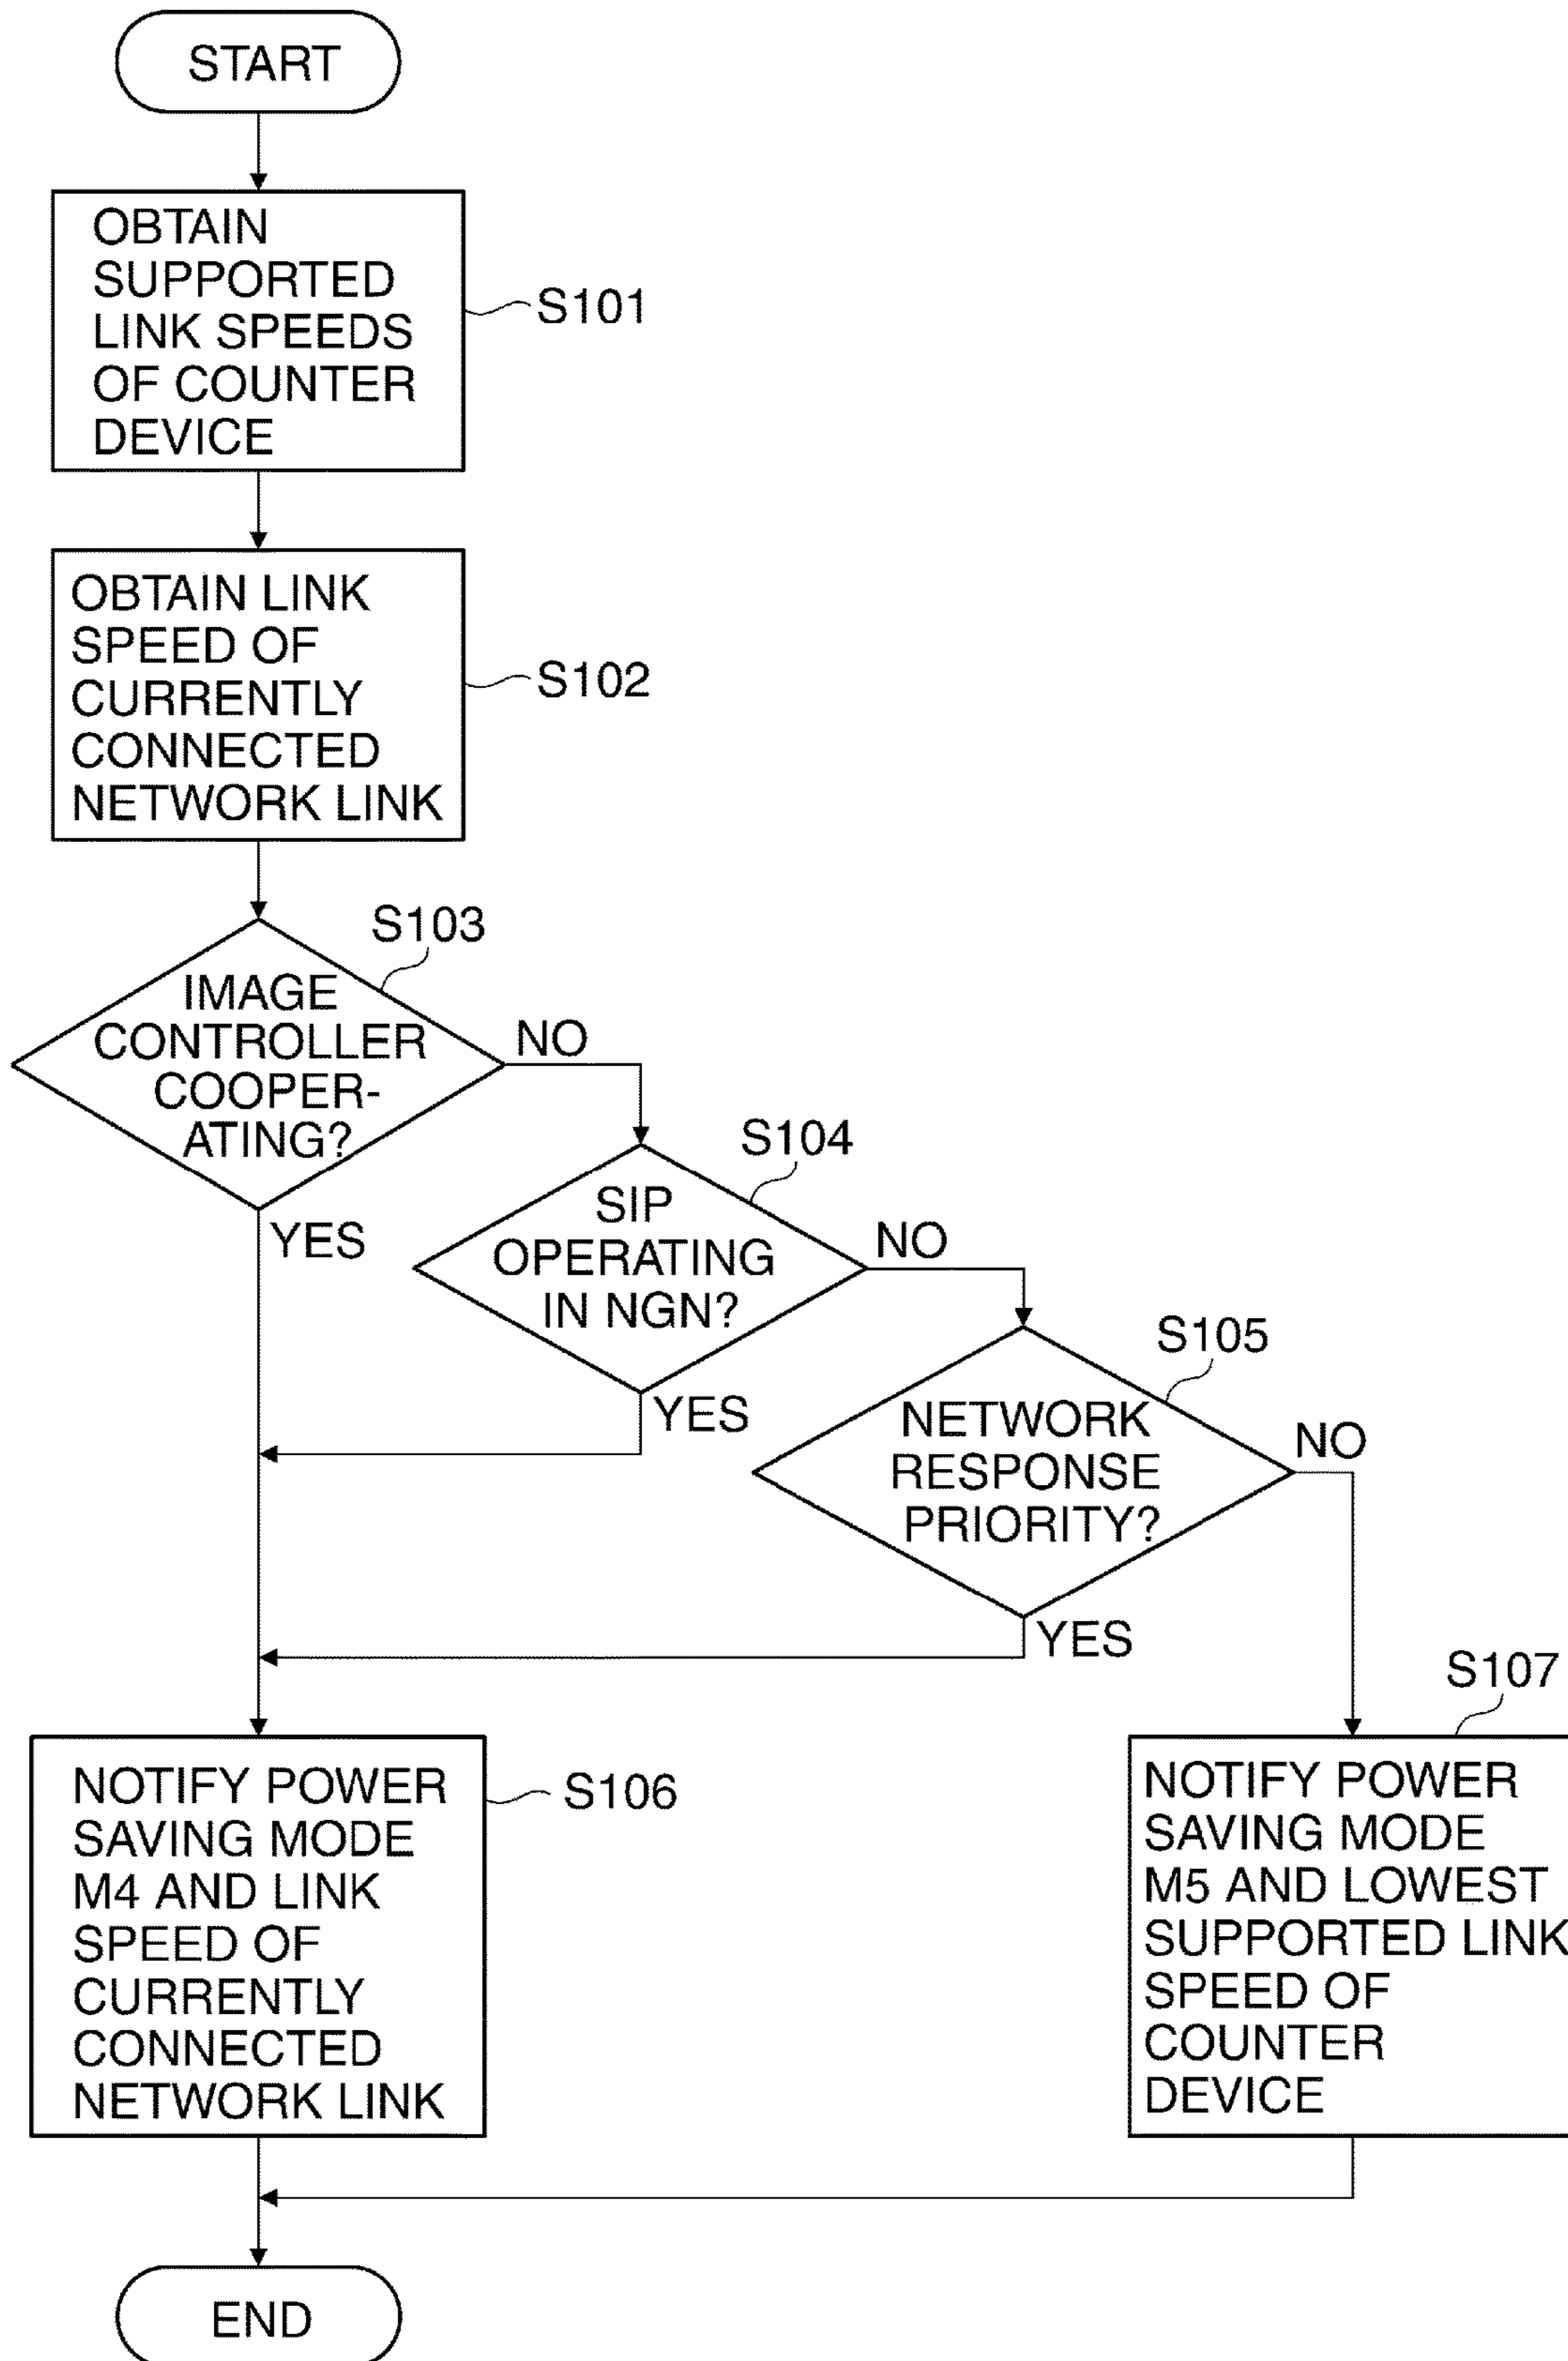 START
OBTAIN
SUPPORTED
LINK SPEEDS
OF COUNTER
DEVICE
S101
OBTAIN LINK
SPEED OF
CURRENTLY
CONNECTED
NETWORK LINK
S102
S103
IMAGE
CONTROLLER
COOPER-
ATING?
NO
YES
S104
SIP
OPERATING
IN NGN?
NO
YES
S105
NETWORK
RESPONSE
PRIORITY?
NO
YES
NOTIFY POWER
SAVING MODE
M4 AND LINK
SPEED OF
CURRENTLY
CONNECTED
NETWORK LINK
S106
S107
NOTIFY POWER
SAVING MODE
M5 AND LOWEST
SUPPORTED LINK
SPEED OF
COUNTER
DEVICE
END